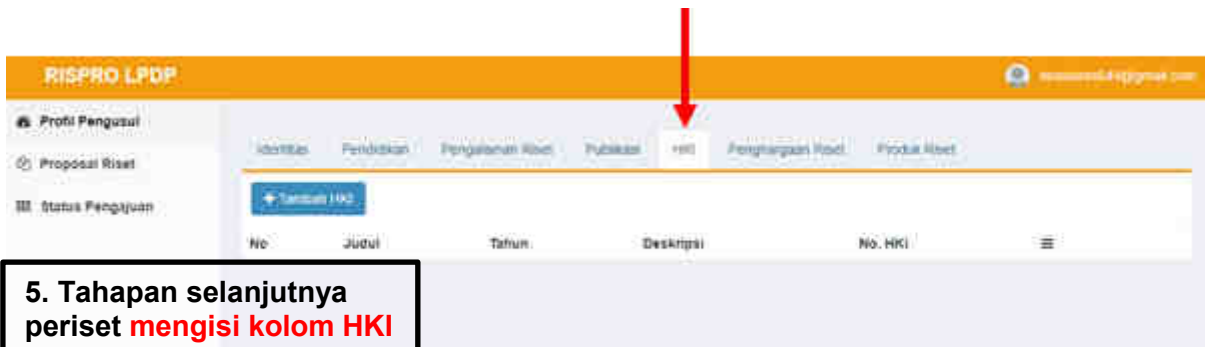 RISPRO LPDP
Profil Pengusul
Identitas Pendidikan Pengalaman Riset Publikasi HKI Penghargaan Riset Produk Riset
Proposal Riset
Tambah HKI
Status Pengajuan
No Judul Tahun Deskripsi No. HKI
5. Tahapan selanjutnya
periset mengisi kolom HKI